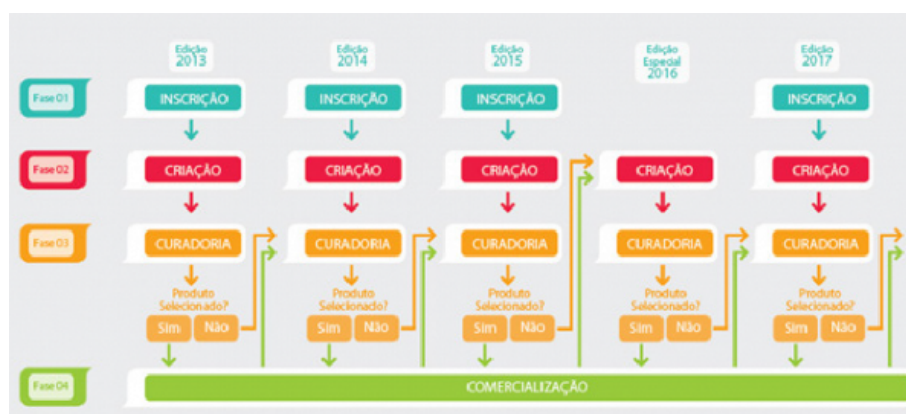 Edição
2013
Edição
2014
Edição
2015
Edição
Especial
2016
Edição
2017
Fase 01
INSCRIÇÃO
INSCRIÇÃO
INSCRIÇÃO
INSCRIÇÃO
Fase 02
CRIAÇÃO
CRIAÇÃO
CRIAÇÃO
CRIAÇÃO
CRIAÇÃO
Fase 03
CURADORIA
CURADORIA
CURADORIA
CURADORIA
CURADORIA
Produto
Selecionado?
Produto
Selecionado?
Produto
Selecionado?
Produto
Selecionado?
Produto
Selecionado?
Sim Não
Sim Não
Sim Não
Sim Não
Sim Não
Fase 04
COMERCIALIZAÇÃO